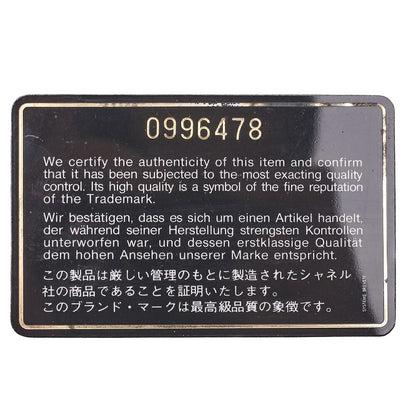 0996478
We certify the authenticity of this item and confirm
that it has been subjected to the most exacting quality
control. Its high quality is a symbol of the fine reputation
of the Trademark.
Wir bestätigen, dass es sich um einen Artikel handelt,
der während seiner Herstellung strengsten Kontrollen
unterworfen war, und dessen erstklassige Qualität
dem hohen Ansehen unserer Marke entspricht.
この製品は厳しい管理のもとに製造されたシャネル
社の商品であることを証明いたします。
このブランド・マークは最高級品質の象徴です。